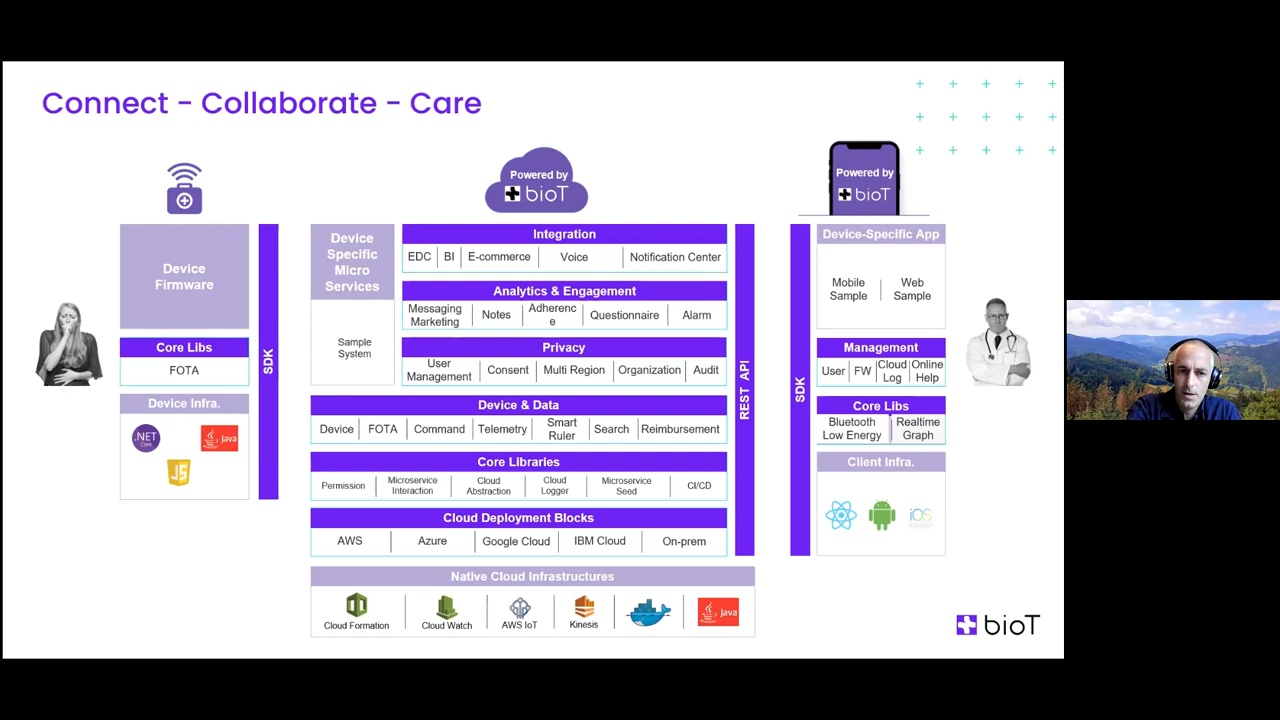 Connect - Collaborate - Care
Powered by
bioT
Powered by
bioT
Device
Firmware
Core Libs
FOTA
Device Infra.
.NET
Core
Java
JS
SDK
Device
Specific
Micro
Services
Sample
System
Integration
EDC BI E-commerce Voice Notification Center
Analytics & Engagement
Messaging
Marketing
Notes
Adherenc
e
Questionnaire
Alarm
Privacy
User
Management
Consent
Multi Region
Organization
Audit
Device & Data
Device
FOTA
Command
Telemetry
Smart
Ruler
Search
Reimbursement
Core Libraries
Permission
Microservice
Interaction
Cloud
Abstraction
Cloud
Logger
Microservice
Seed
CI/CD
Cloud Deployment Blocks
AWS Azure Google Cloud IBM Cloud On-prem
REST API
Native Cloud Infrastructures
Cloud Formation
Cloud Watch
AWS IoT
Kinesis
Java
SDK
Device-Specific App
Mobile
Sample
Web
Sample
Management
User
FW
Cloud
Log
Online
Help
Core Libs
Bluetooth
Low Energy
Realtime
Graph
Client Infra.
iOS
bioT